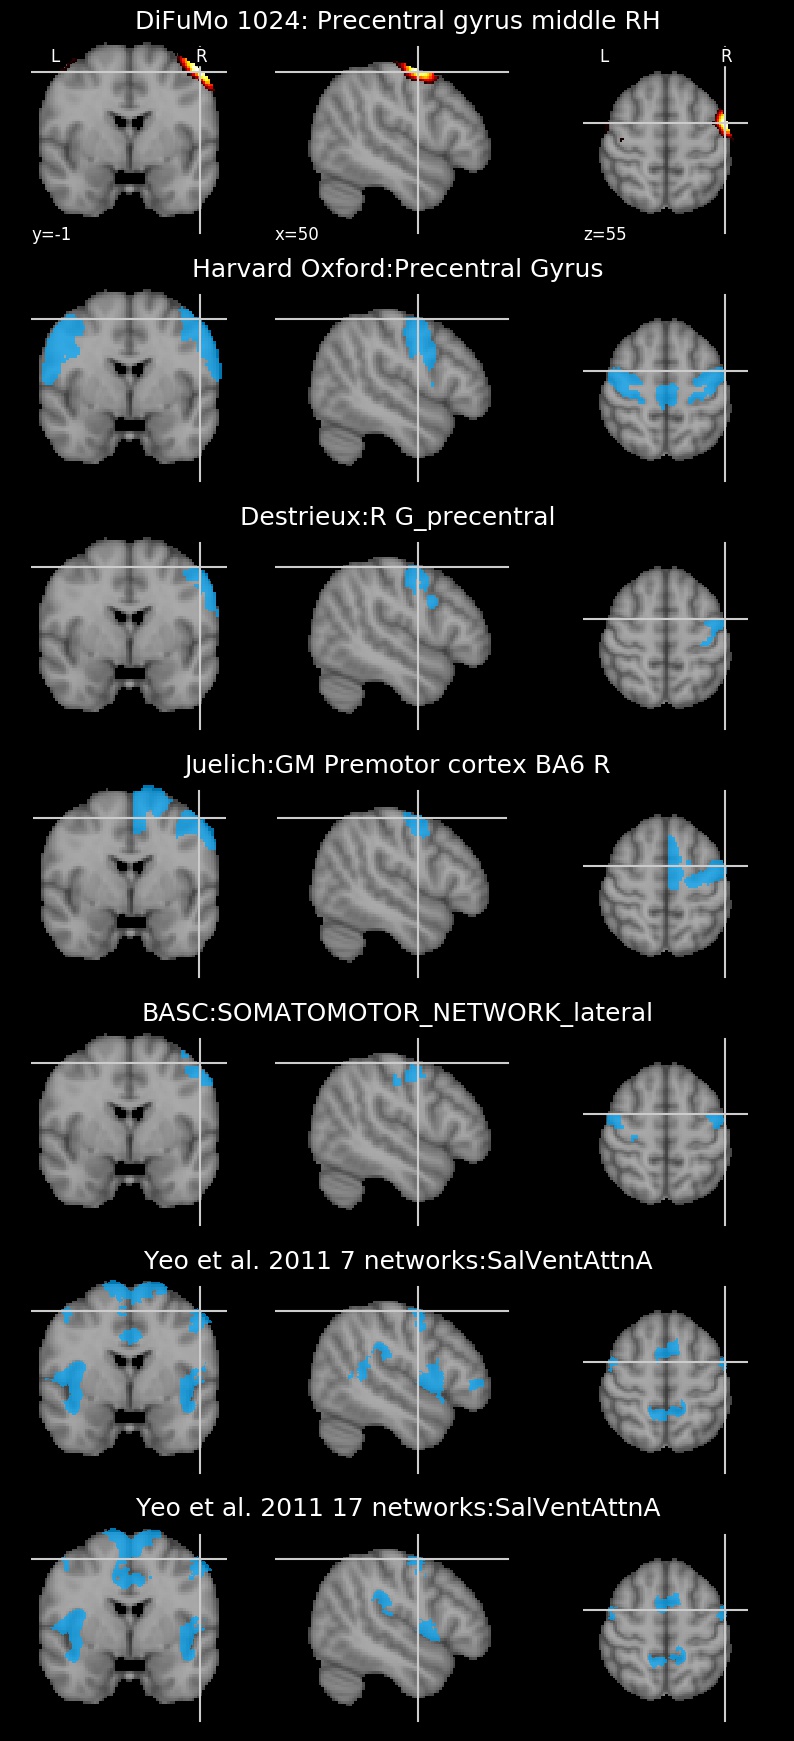 DiFuMo 1024: Precentral gyrus middle RH
L R L R
y=-1 x=50 z=55
Harvard Oxford:Precentral Gyrus
Destrieux:R G_precentral
Juelich:GM Premotor cortex BA6 R
BASC:SOMATOMOTOR_NETWORK_lateral
Yeo et al. 2011 7 networks:SalVentAttnA
Yeo et al. 2011 17 networks:SalVentAttnA